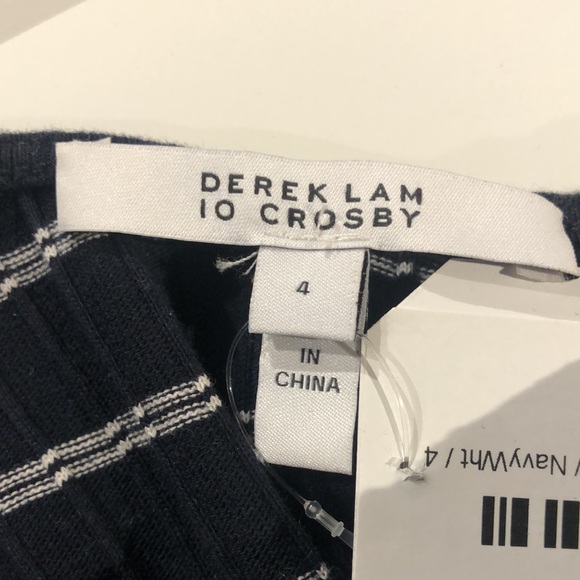 DEREK LAM
10 CROSBY
4
IN
CHINA
/ NavyWht / 4